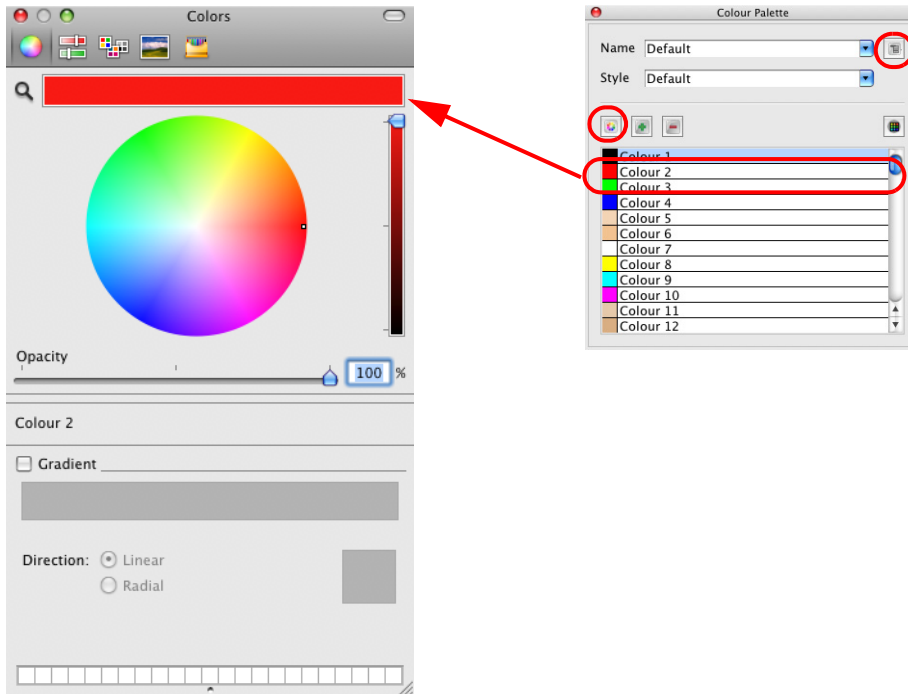 Colors
Opacity
100 %
Colour 2
Gradient
Direction: Linear
Radial
Colour Palette
Name Default
Style Default
Colour 1
Colour 2
Colour 3
Colour 4
Colour 5
Colour 6
Colour 7
Colour 8
Colour 9
Colour 10
Colour 11
Colour 12